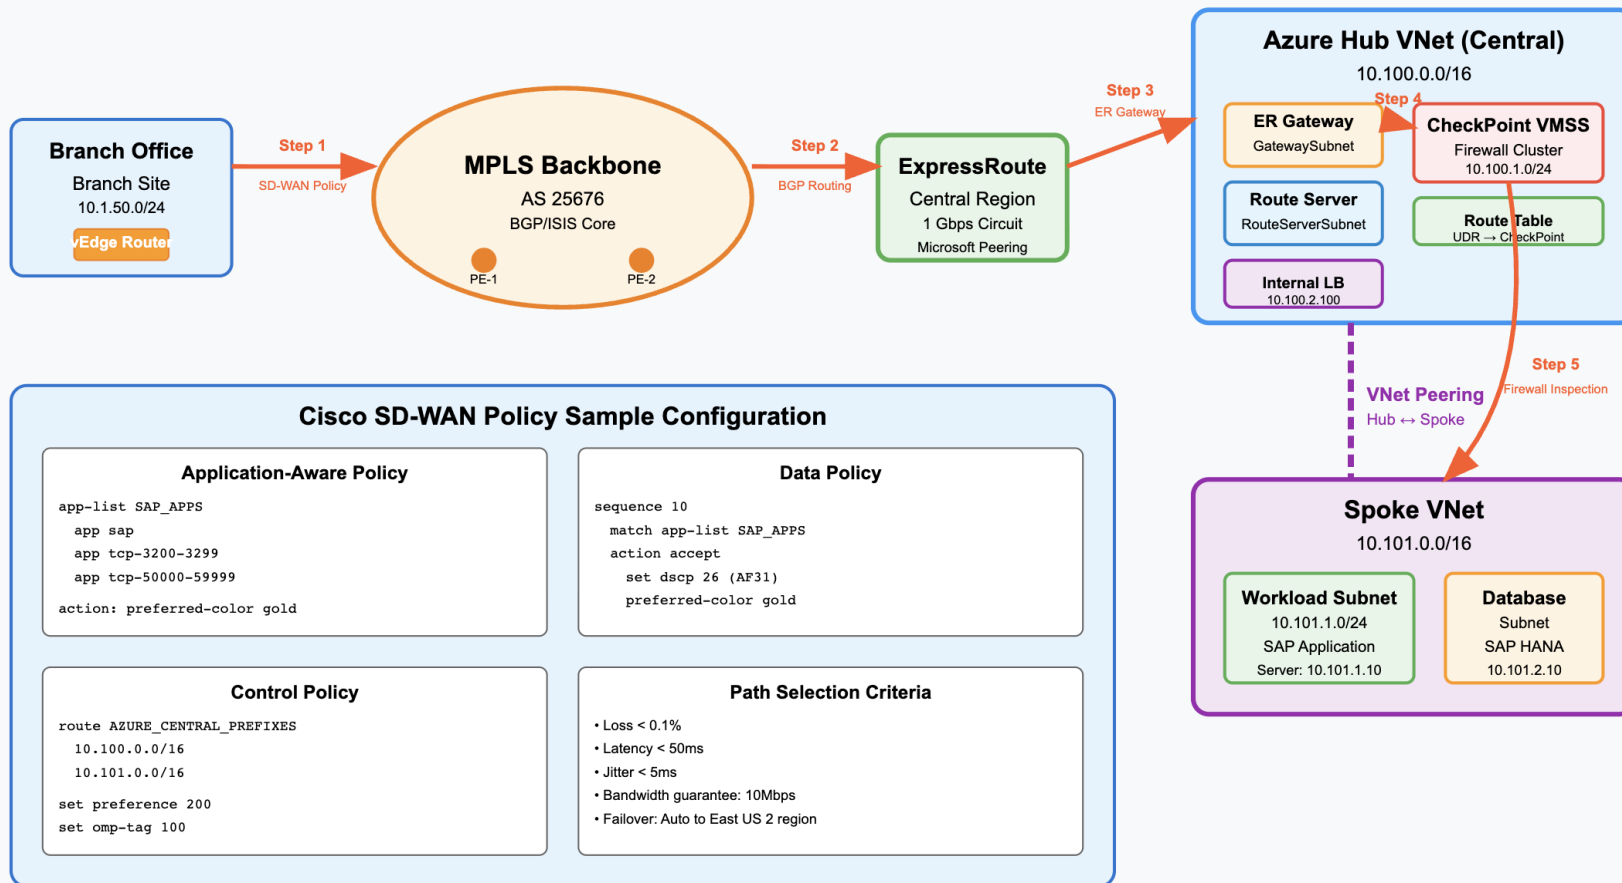 Branch Office
Branch Site
10.1.50.0/24
vEdge Router
Step 1
SD-WAN Policy
MPLS Backbone
AS 25676
BGP/ISIS Core
PE-1
PE-2
Step 2
BGP Routing
ExpressRoute
Central Region
1 Gbps Circuit
Microsoft Peering
Step 3
ER Gateway
Azure Hub VNet (Central)
10.100.0.0/16
ER Gateway
GatewaySubnet
Step 4
CheckPoint VMSS
Firewall Cluster
10.100.1.0/24
Route Server
RouteServerSubnet
Route Table
UDR → CheckPoint
Internal LB
10.100.2.100
VNet Peering
Hub ↔ Spoke
Step 5
Firewall Inspection
Spoke VNet
10.101.0.0/16
Workload Subnet
10.101.1.0/24
SAP Application
Server: 10.101.1.10
Database
Subnet
SAP HANA
10.101.2.10
Cisco SD-WAN Policy Sample Configuration
Application-Aware Policy
app-list SAP_APPS
app sap
app tcp-3200-3299
app tcp-50000-59999
action: preferred-color gold
Data Policy
sequence 10
match app-list SAP_APPS
action accept
set dscp 26 (AF31)
preferred-color gold
Control Policy
route AZURE_CENTRAL_PREFIXES
10.100.0.0/16
10.101.0.0/16
set preference 200
set omp-tag 100
Path Selection Criteria
• Loss < 0.1%
• Latency < 50ms
• Jitter < 5ms
• Bandwidth guarantee: 10Mbps
• Failover: Auto to East US 2 region